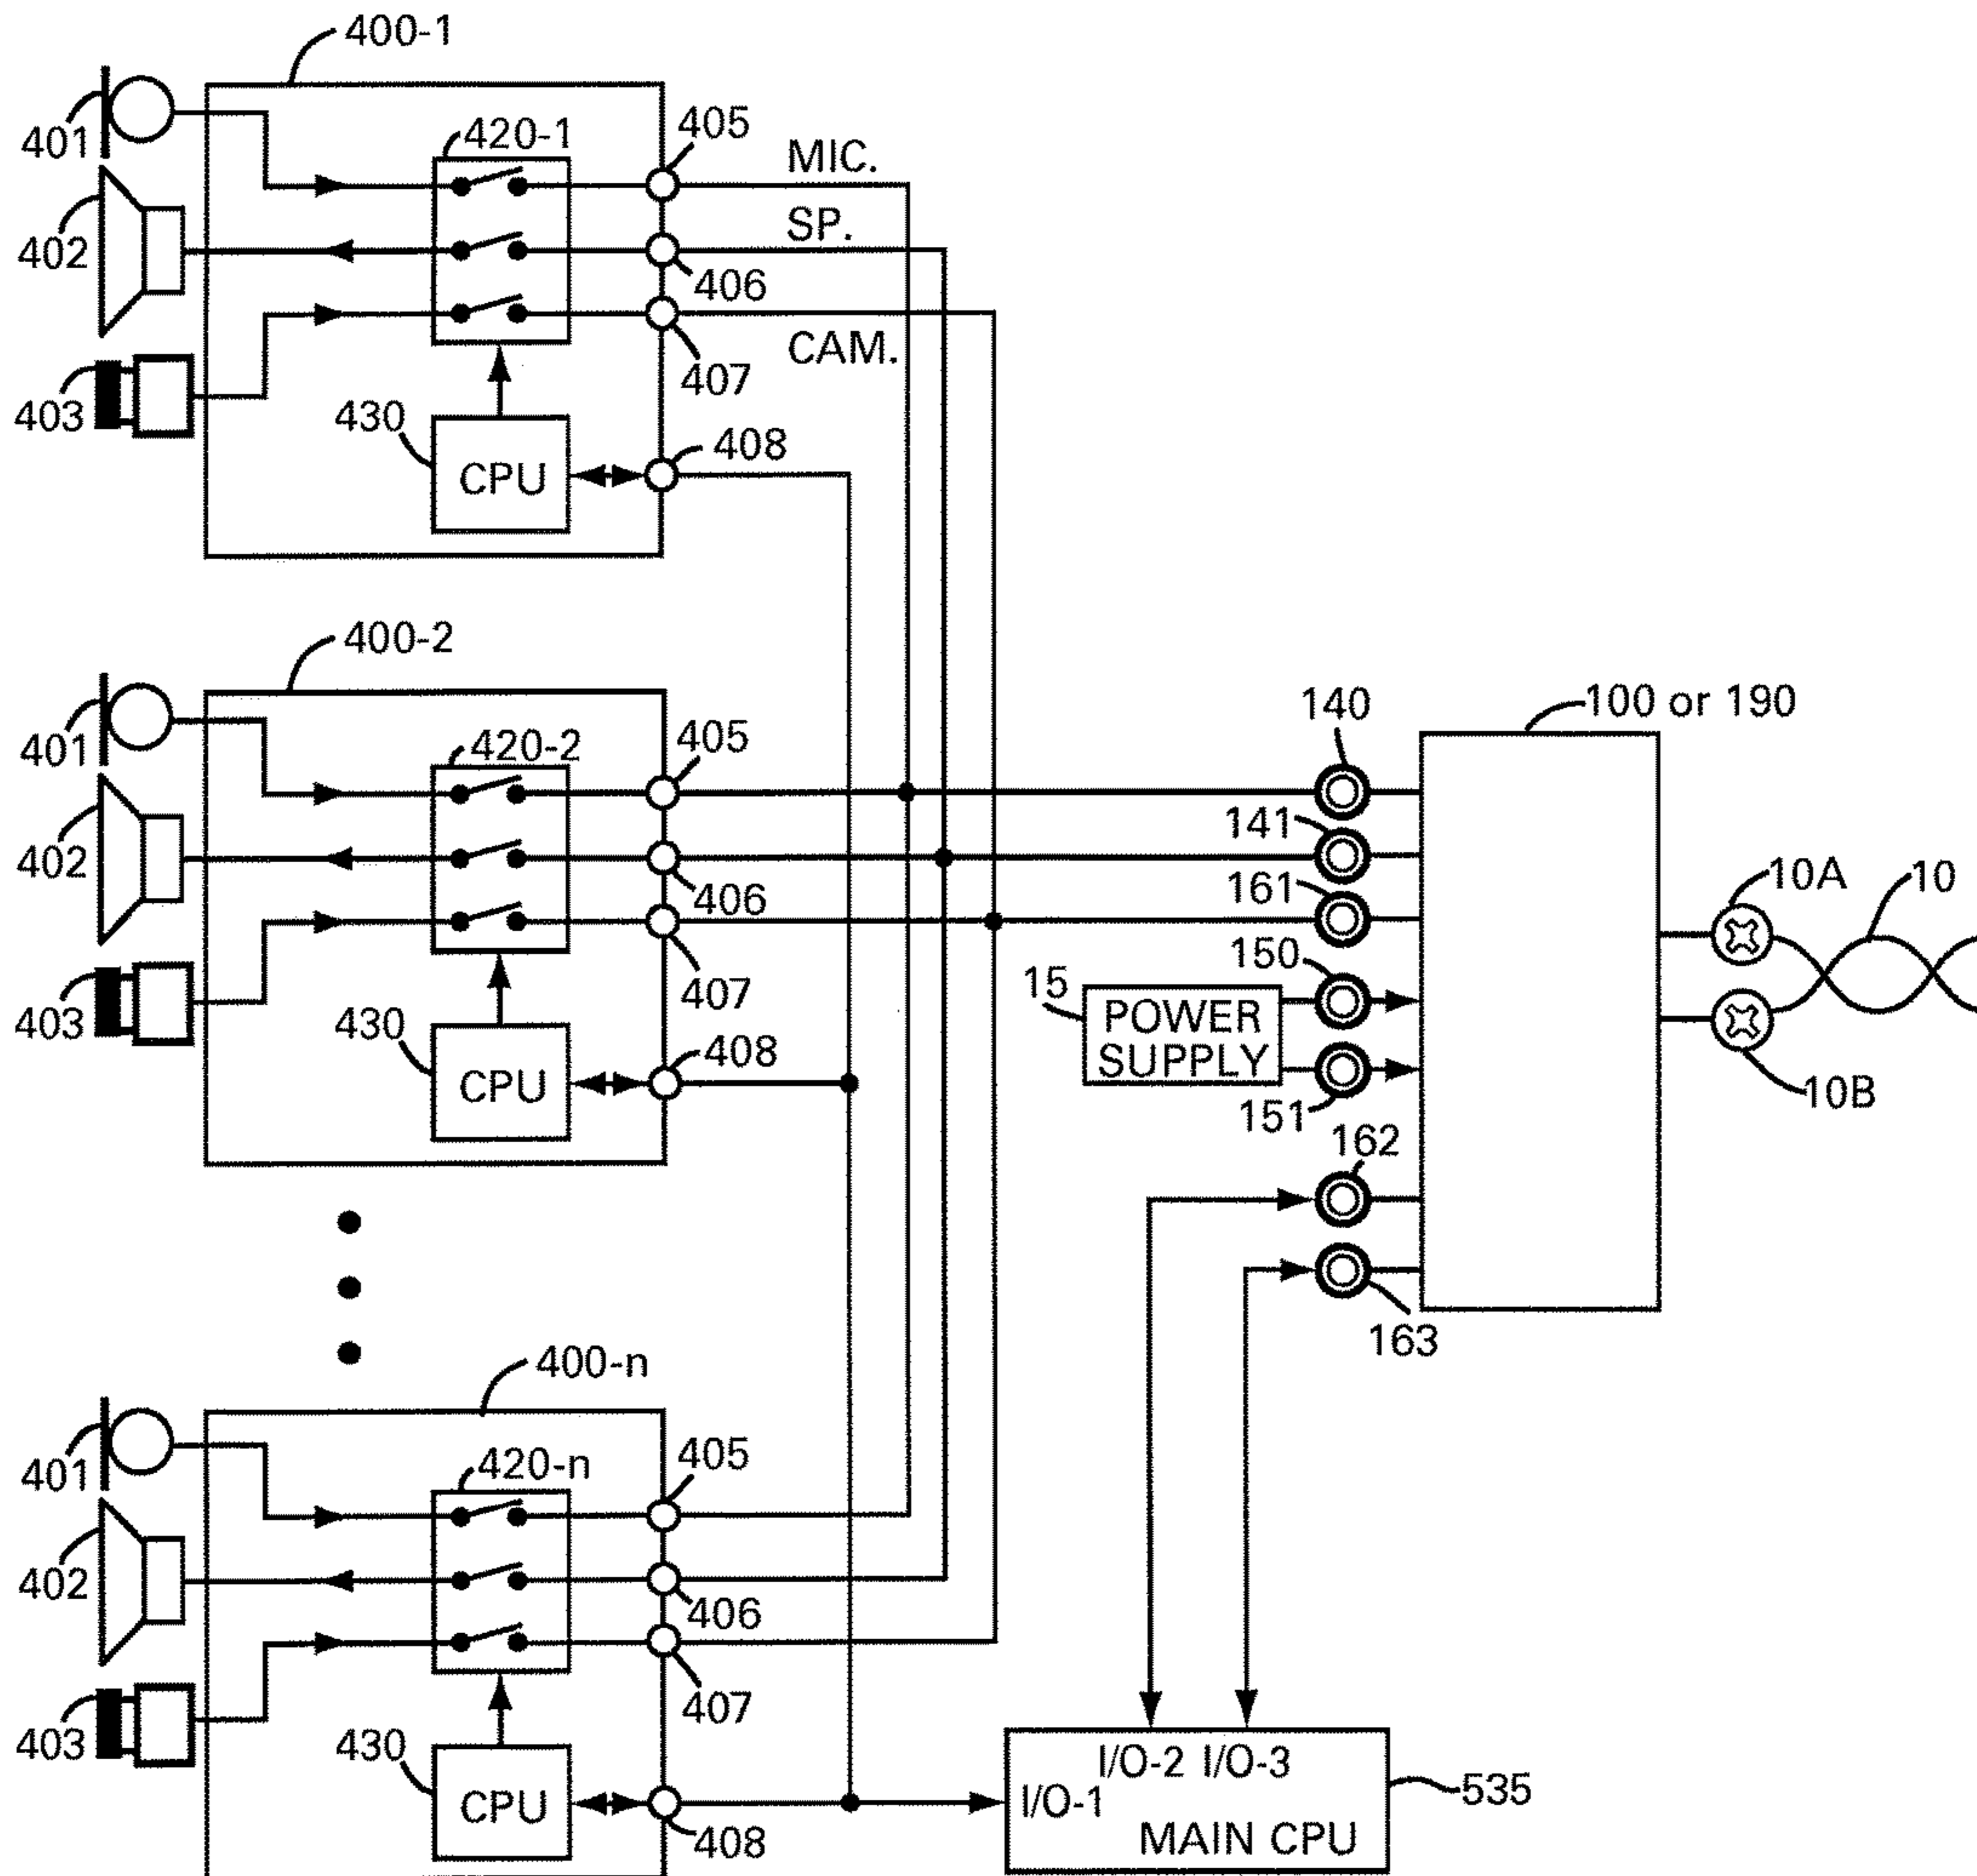 400-1
401
420-1
405
MIC.
SP.
402
406
CAM.
407
403
430
408
CPU
400-2
401
420-2
405
140
100 or 190
141
402
406
161
10A
10
407
150
15
POWER
SUPPLY
403
430
408
CPU
151
10B
162
163
400-n
401
420-n
405
402
406
407
403
430
408
CPU
I/O-2 I/O-3
I/O-1
MAIN CPU
535